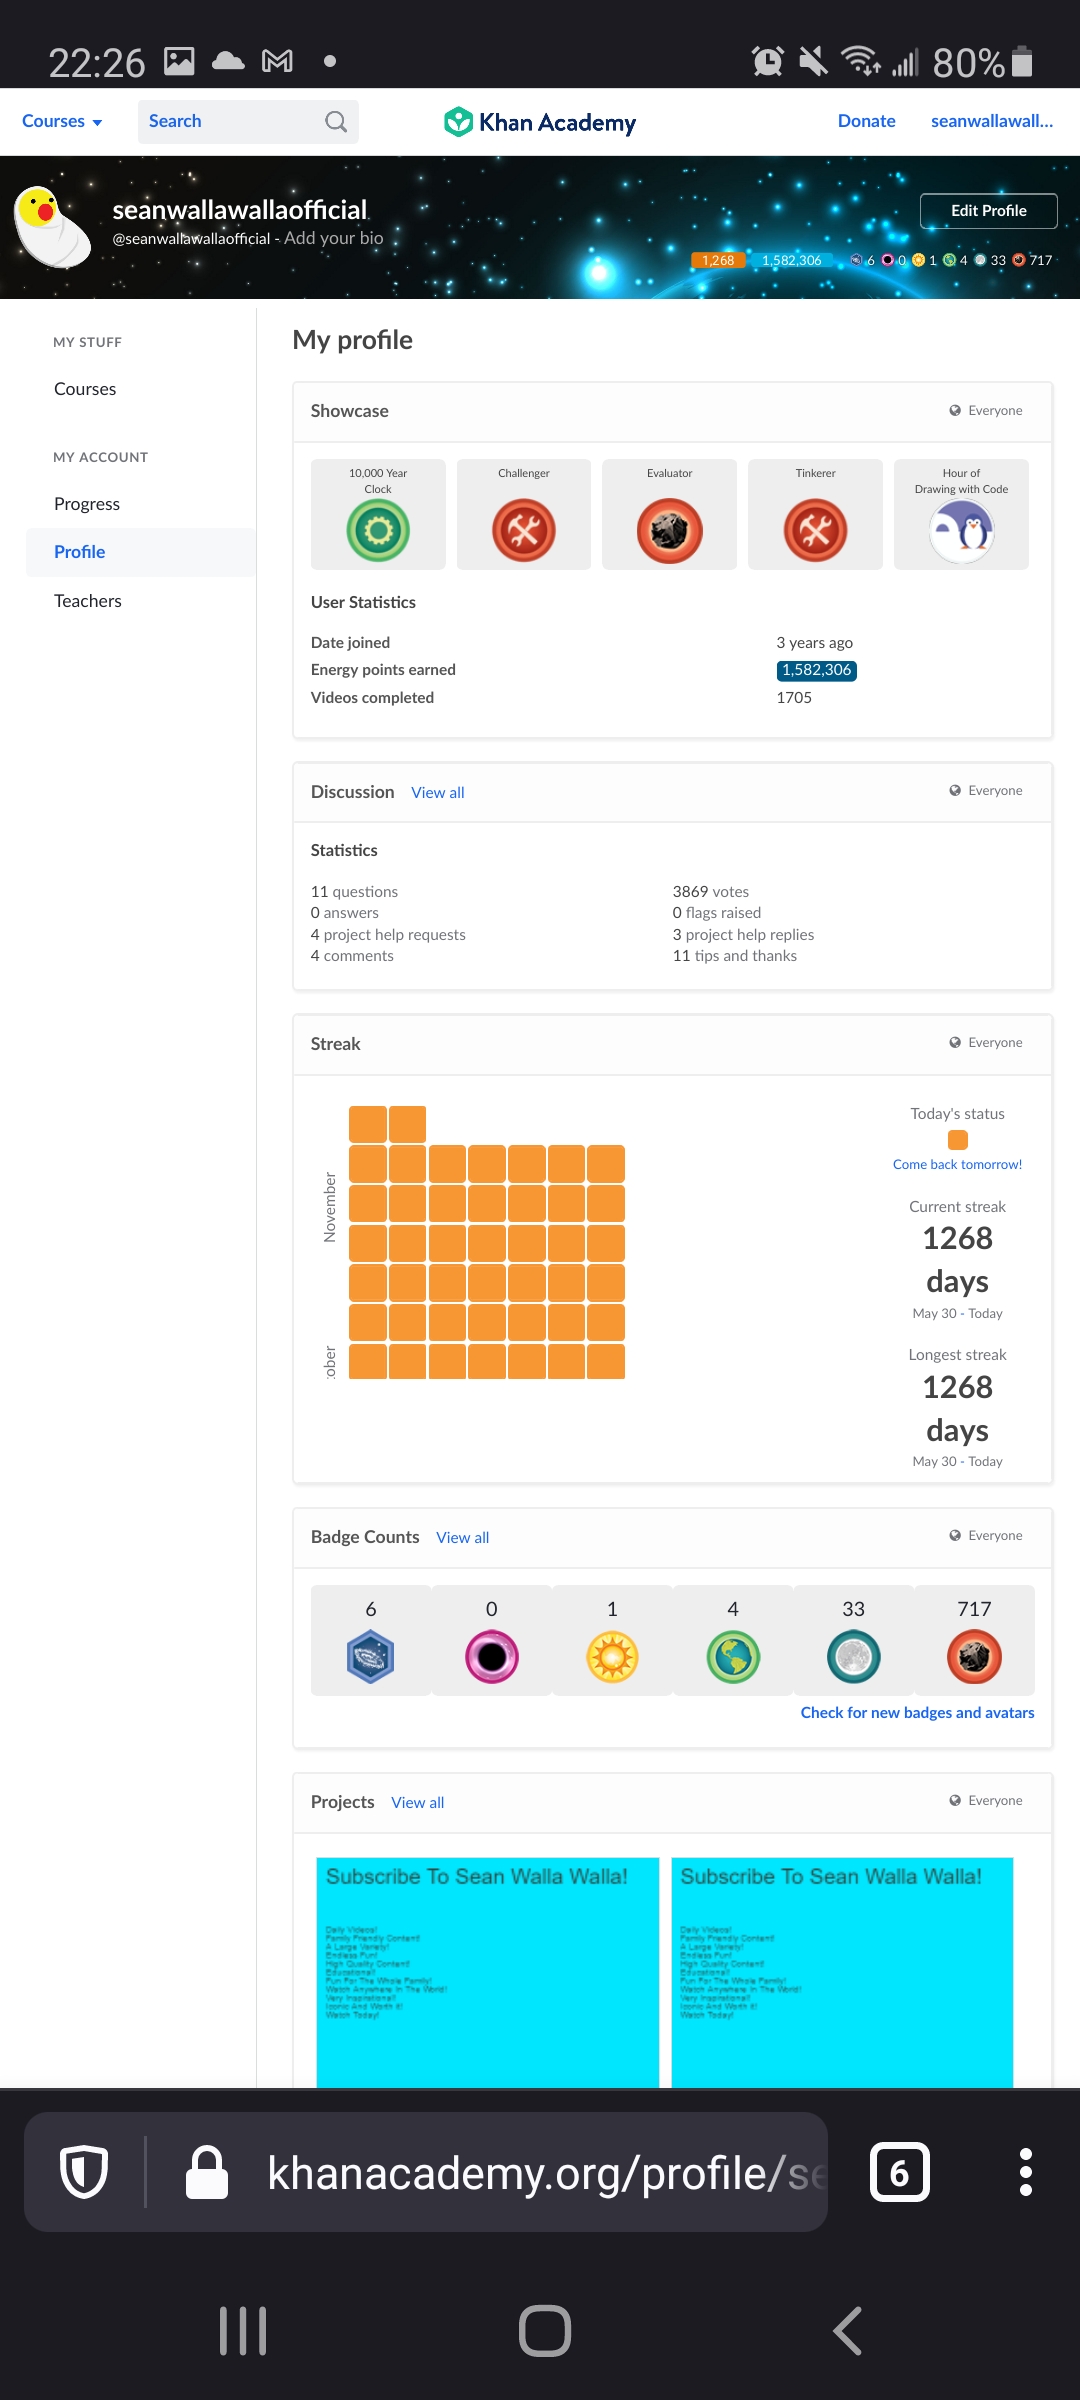 22:26
80%
Courses
Search
Khan Academy
Donate
seanwallawall...
seanwallawallaofficial
@seanwallawallaofficial - Add your bio
Edit Profile
1,268
1,582,306
6
0
1
4
33
717
MY STUFF
Courses
MY ACCOUNT
Progress
Profile
Teachers
My profile
Showcase
Everyone
10,000 Year
Clock
Challenger
Evaluator
Tinkerer
Hour of
Drawing with Code
User Statistics
Date joined
3 years ago
Energy points earned
1,582,306
Videos completed
1705
Discussion
View all
Everyone
Statistics
11 questions
3869 votes
0 answers
0 flags raised
4 project help requests
3 project help replies
4 comments
11 tips and thanks
Streak
Everyone
November
ober
Today's status
Come back tomorrow!
Current streak
1268
days
May 30 - Today
Longest streak
1268
days
May 30 - Today
Badge Counts
View all
Everyone
6
0
1
4
33
717
Check for new badges and avatars
Projects
View all
Everyone
Subscribe To Sean Walla Walla!
Daily Videos!
Family Friendly Content!
A Large Variety!
Endless Fun!
High Quality Content!
Educational!
Fun For The Whole Family!
Watch Anywhere In The World!
Very Inspirational!
Iconic And Worth it!
Watch Today!
Subscribe To Sean Walla Walla!
Daily Videos!
Family Friendly Content!
A Large Variety!
Endless Fun!
High Quality Content!
Educational!
Fun For The Whole Family!
Watch Anywhere In The World!
Very Inspirational!
Iconic And Worth it!
Watch Today!
khanacademy.org/profile/se
6